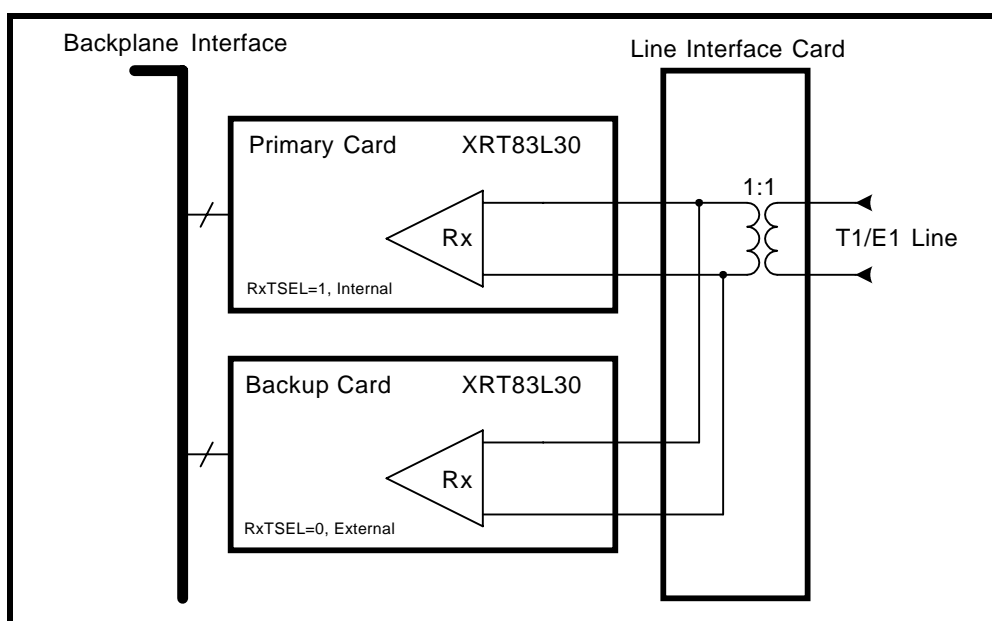 Backplane Interface
Line Interface Card
Primary Card XRT83L30
Rx
RxTSEL=1, Internal
1:1
T1/E1 Line
Backup Card XRT83L30
Rx
RxTSEL=0, External